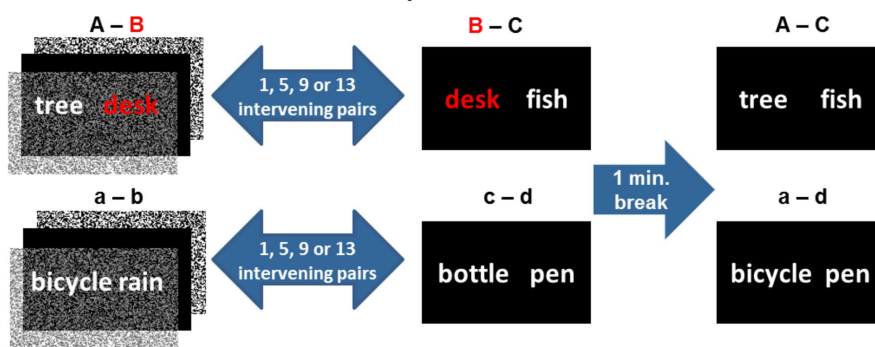 A – B
B – C
A – C
tree desk
1, 5, 9 or 13
intervening pairs
desk fish
tree fish
1 min.
break
a – b
c – d
a – d
bicycle rain
1, 5, 9 or 13
intervening pairs
bottle pen
bicycle pen